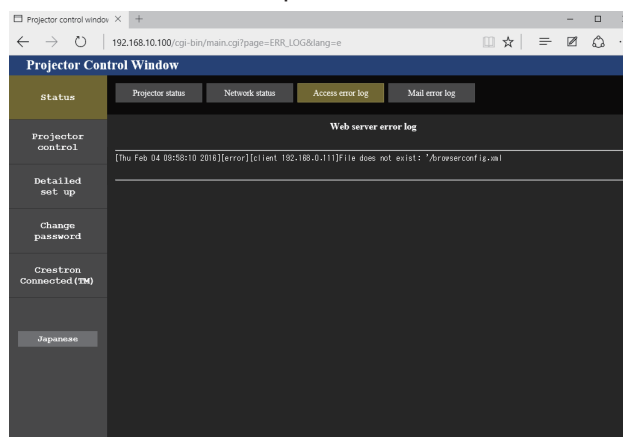 Projector control windov
192.168.10.100/cgi-bin/main.cgi?page=ERR_LOG&lang=e
Projector Control Window
Status
Projector status
Network status
Access error log
Mail error log
Web server error log
[Thu Feb 04 09:58:10 2016][error][client 192.168.0.111]File does not exist: '/browserconfig.xml
Projector
control
Detailed
set up
Change
password
Crestron
Connected(TM)
Japanese